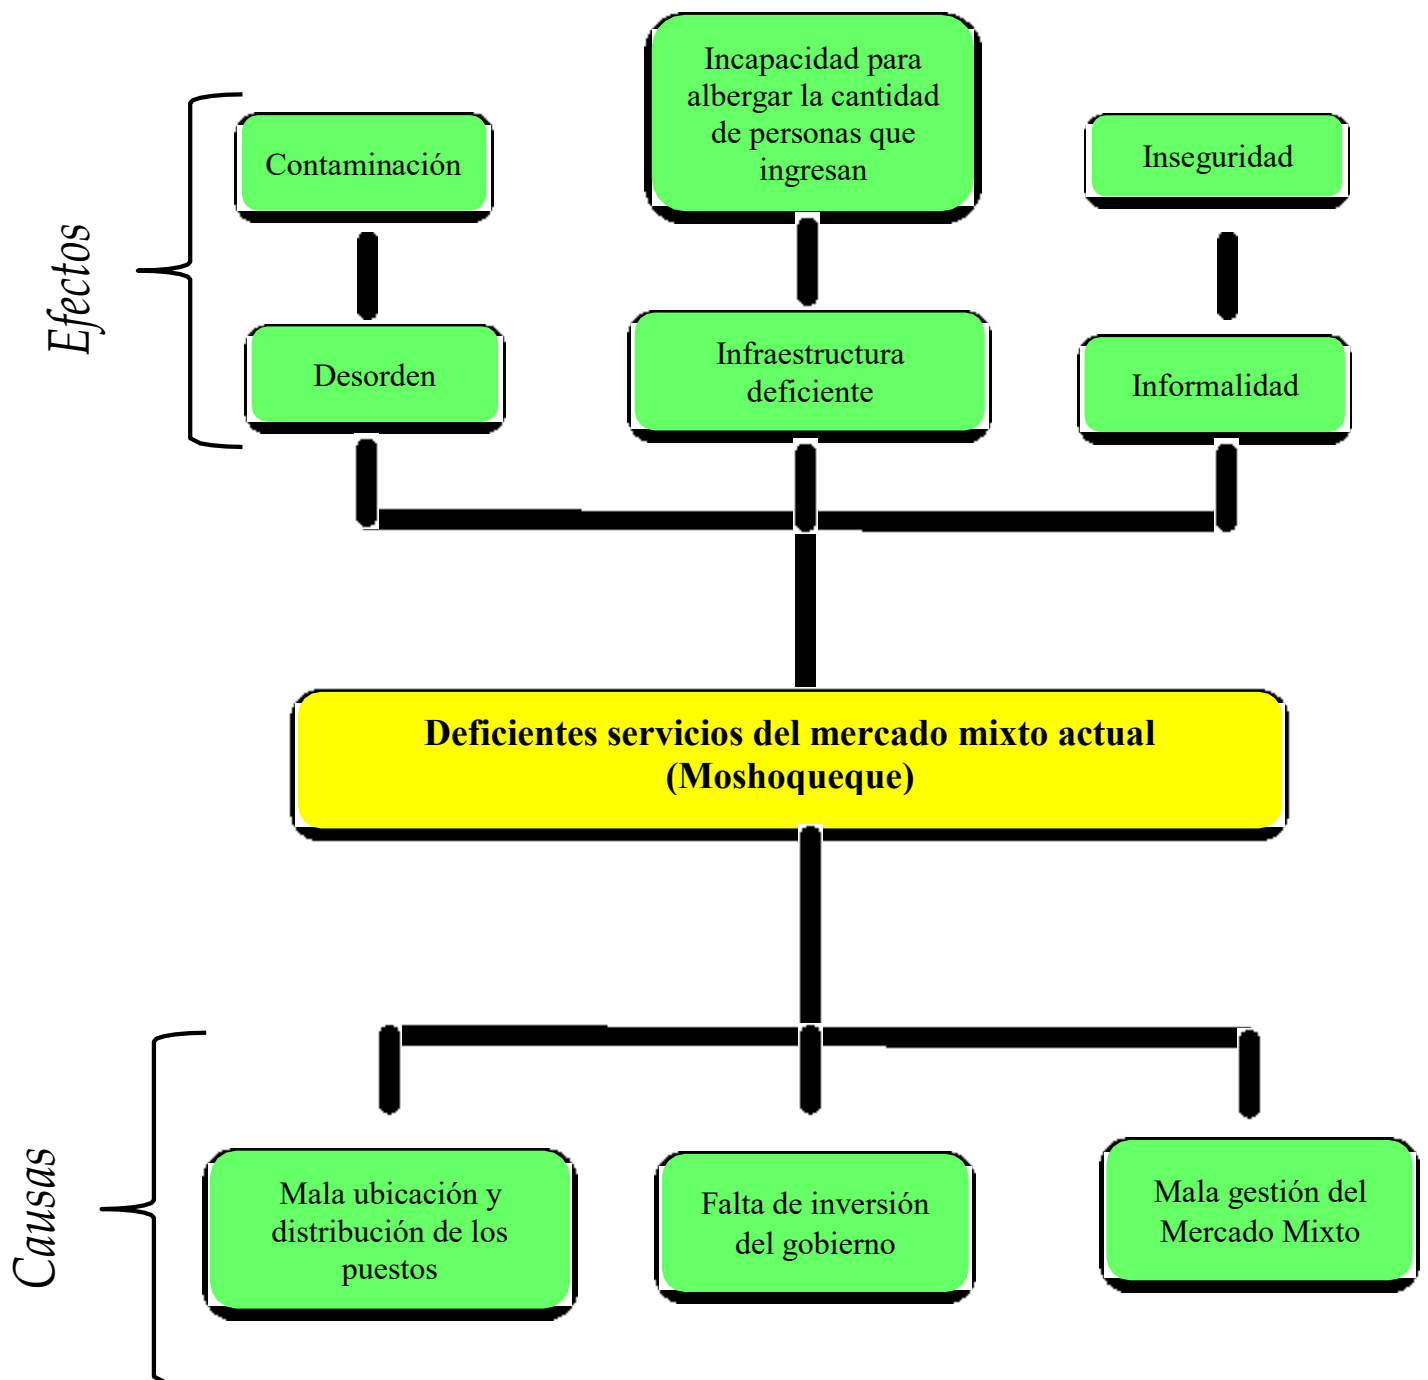 Efectos
Contaminación
Incapacidad para
albergar la cantidad
de personas que
ingresan
Inseguridad
Desorden
Infraestructura
deficiente
Informalidad
Deficientes servicios del mercado mixto actual
(Moshoqueque)
Causas
Mala ubicación y
distribución de los
puestos
Falta de inversión
del gobierno
Mala gestión del
Mercado Mixto